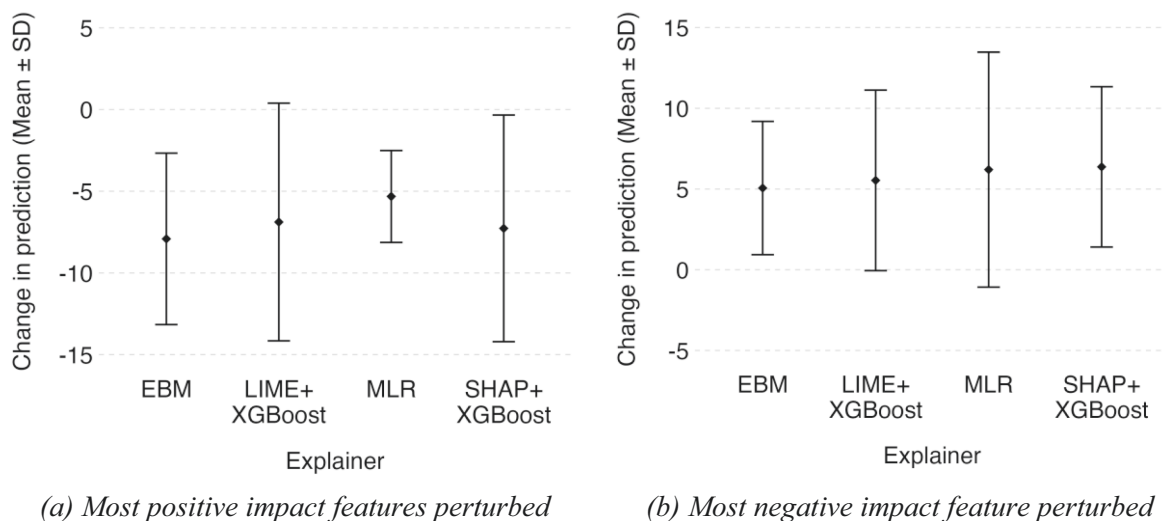 Change in prediction (Mean ± SD)
5
0
-5
-10
-15
EBM
LIME+
XGBoost
MLR
SHAP+
XGBoost
Explainer
(a) Most positive impact features perturbed
Change in prediction (Mean ± SD)
15
10
5
0
-5
EBM
LIME+
XGBoost
MLR
SHAP+
XGBoost
Explainer
(b) Most negative impact feature perturbed